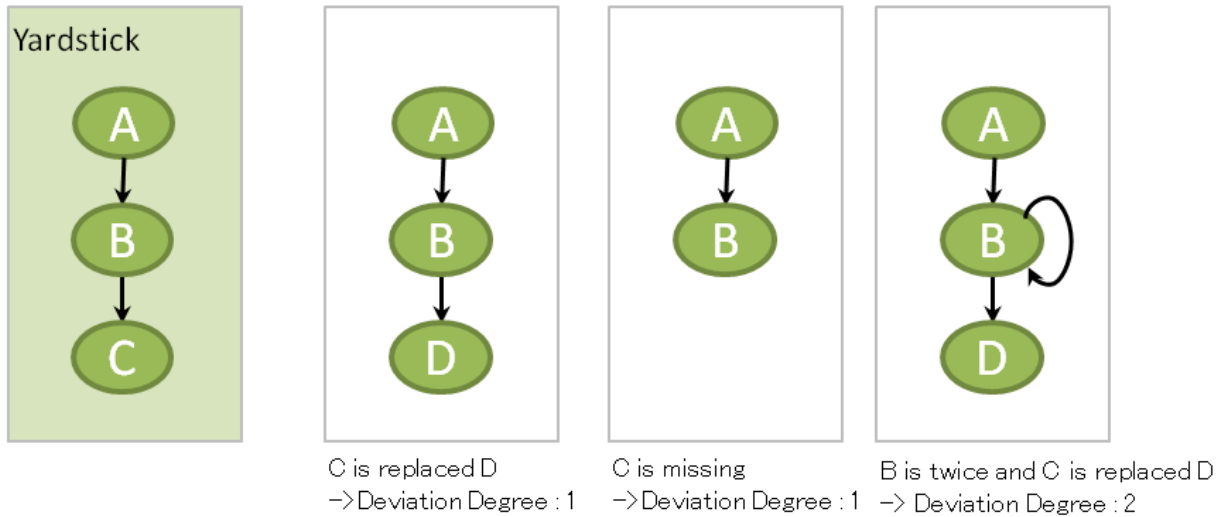 Yardstick
A
B
C
A
B
D
C is replaced D
->Deviation Degree : 1
A
B
C is missing
->Deviation Degree : 1
A
B
D
B is twice and C is replaced D
-> Deviation Degree : 2